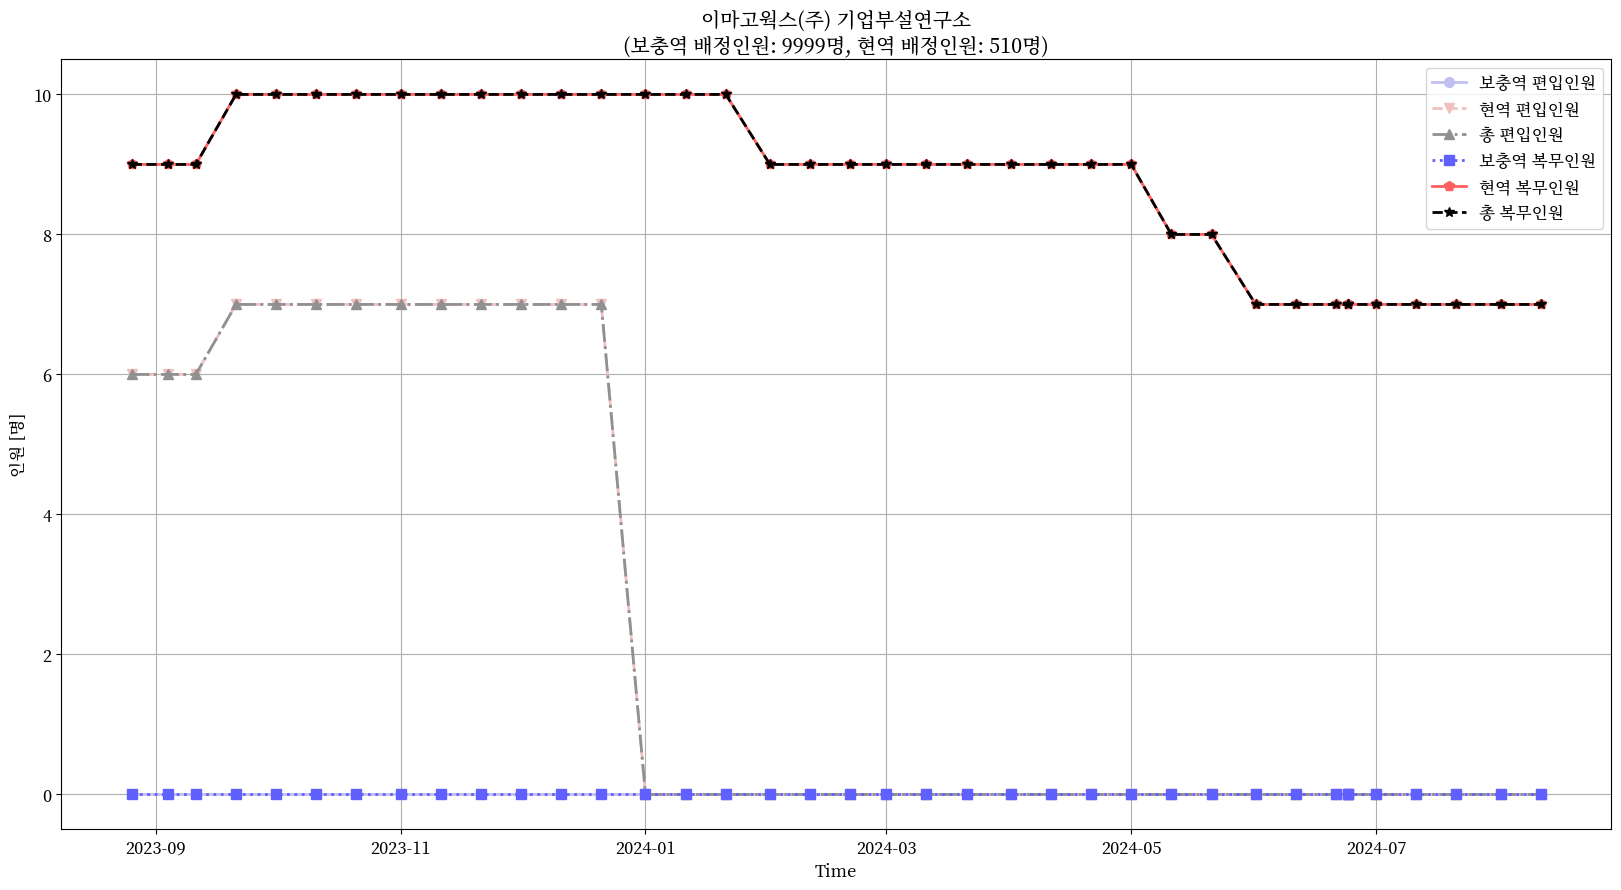 이마고웍스(주) 기업부설연구소
(보충역 배정인원: 9999명, 현역 배정인원: 510명)
보충역 편입인원
현역 편입인원
총 편입인원
보충역 복무인원
현역 복무인원
총 복무인원
인원 [명]
10
8
6
4
2
0
2023-09
2023-11
2024-01
2024-03
2024-05
2024-07
Time